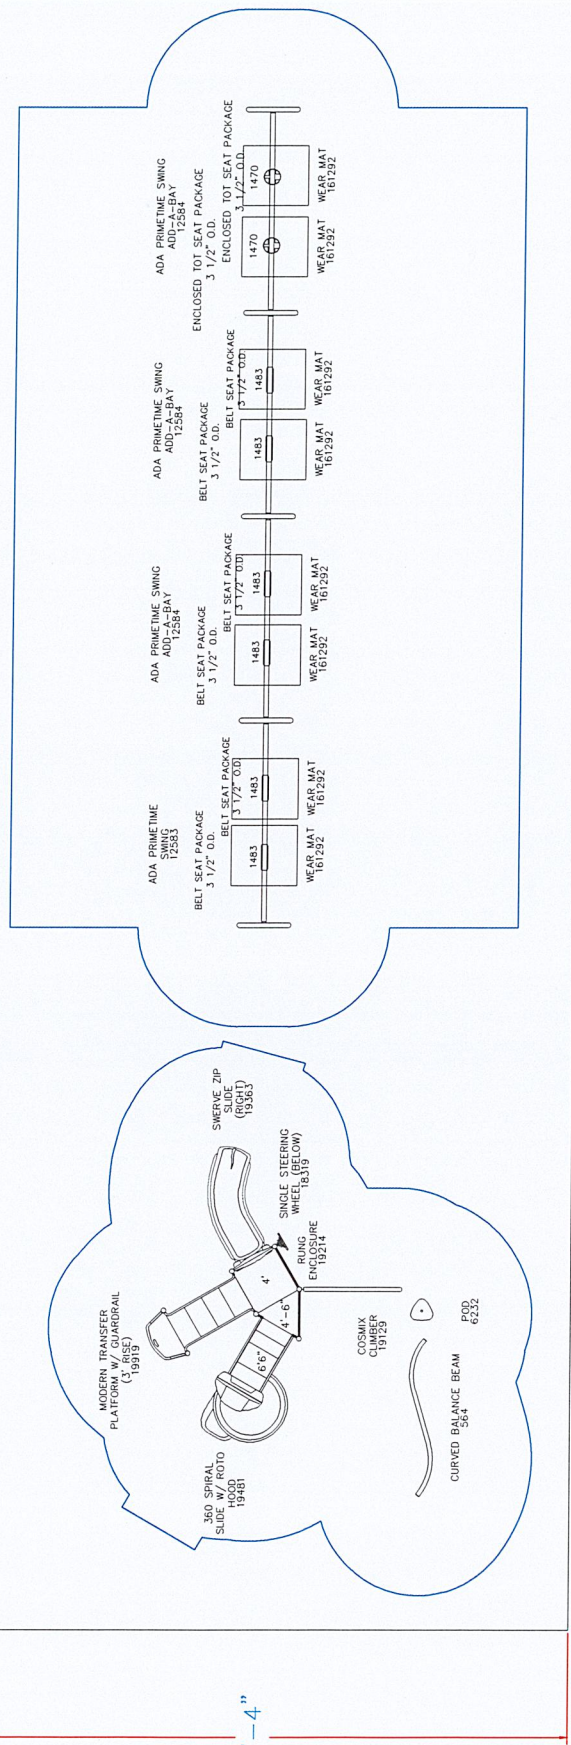 ADA PRIMETIME SWING
ADD-A-BAY
12584
ENCLOSED TOT SEAT PACKAGE
3 1/2" O.D.
ENCLOSED TOT SEAT PACKAGE
3 1/2" O.D.
1470
1470
WEAR MAT
161292
WEAR MAT
161292
ADA PRIMETIME SWING
ADD-A-BAY
12584
BELT SEAT PACKAGE
3 1/2" O.D.
BELT SEAT PACKAGE
3 1/2" O.D.
1483
1483
WEAR MAT
161292
WEAR MAT
161292
ADA PRIMETIME SWING
ADD-A-BAY
12584
BELT SEAT PACKAGE
3 1/2" O.D.
BELT SEAT PACKAGE
3 1/2" O.D.
1483
1483
WEAR MAT
161292
WEAR MAT
161292
ADA PRIMETIME
SWING
12583
BELT SEAT PACKAGE
3 1/2" O.D.
BELT SEAT PACKAGE
3 1/2" O.D.
1483
1483
WEAR MAT
161292
WEAR MAT
161292
SWERVE ZIP
SLIDE
(RIGHT)
19363
SINGLE STEERING
WHEEL (BELOW)
18319
RUNG
ENCLOSURE
19214
4'
4'-6"
6'6"
MODERN TRANSFER
PLATFORM W/ GUARDRAIL
(3' RISE)
19919
COSMIX
CLIMBER
19129
POD
6232
CURVED BALANCE BEAM
564
360 SPIRAL
SLIDE W/ ROTO
HOOD
19481
-4"